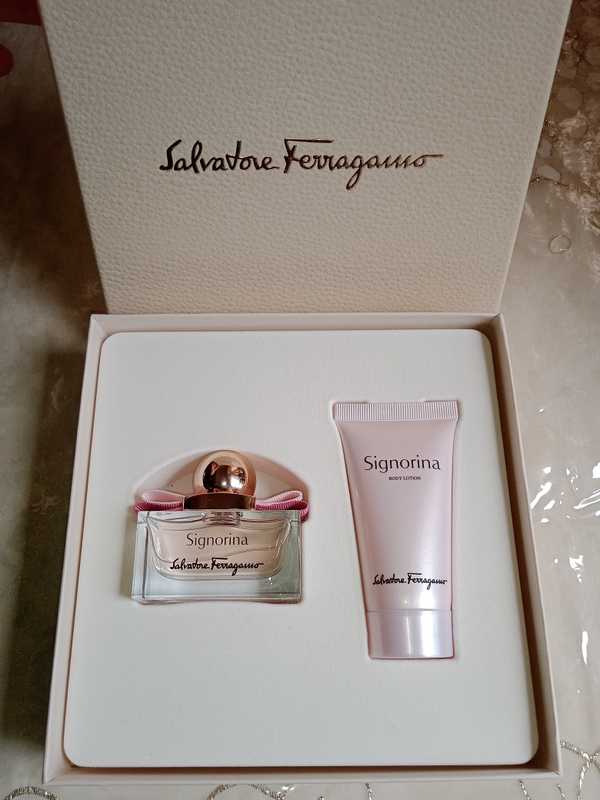 Salvatore Ferragamo
Signorina
Salvatore Ferragamo
Signorina
BODY LOTION
Salvatore Ferragamo